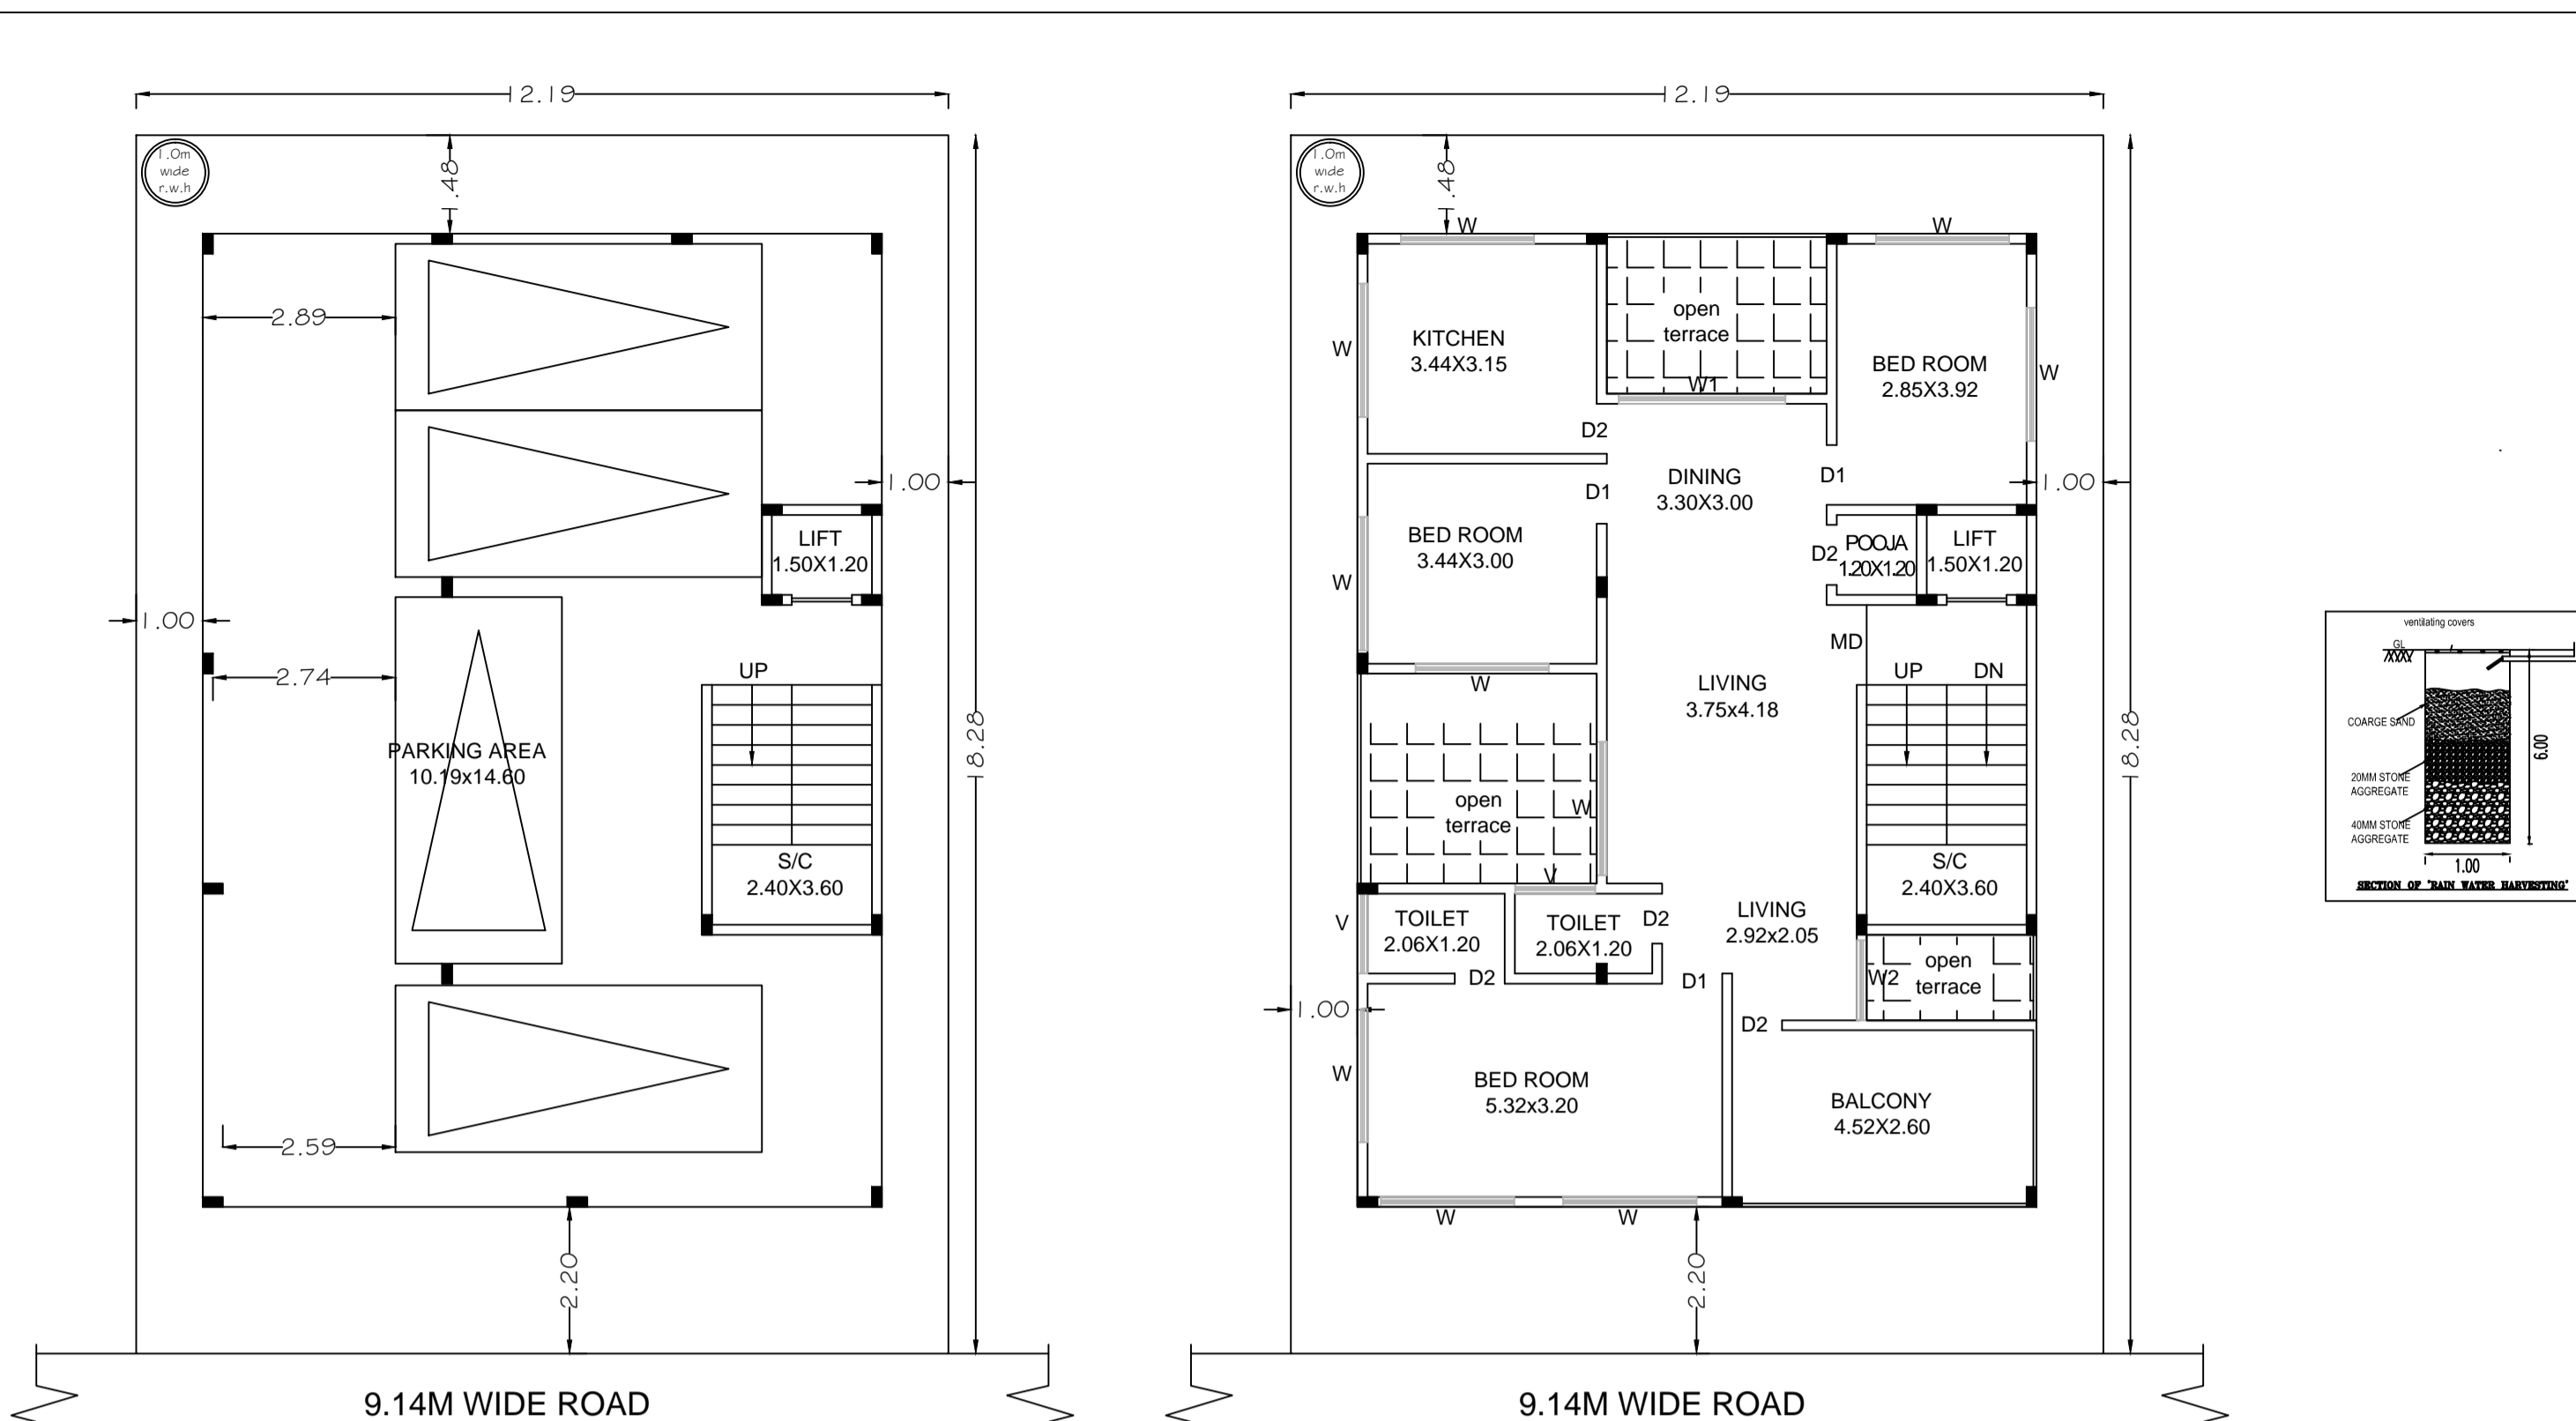 12.19
1.0m
wide
r.w.h
1.48
2.89
1.00
LIFT
1.50X1.20
1.00
2.74
UP
18.28
PARKING AREA
10.19x14.60
S/C
2.40X3.60
2.59
2.20
9.14M WIDE ROAD
12.19
1.0m
wide
r.w.h
1.48
W
W
W
KITCHEN
3.44X3.15
open
terrace
W1
BED ROOM
2.85X3.92
W
D2
D1
DINING
3.30X3.00
D1
1.00
BED ROOM
3.44X3.00
W
D2
POOJA
1.20X1.20
LIFT
1.50X1.20
MD
W
LIVING
3.75x4.18
UP
DN
18.28
open
terrace
W
V
S/C
2.40X3.60
V
TOILET
2.06X1.20
TOILET
2.06X1.20
D2
LIVING
2.92x2.05
D2
D1
W2
open
terrace
1.00
D2
W
BED ROOM
5.32x3.20
BALCONY
4.52X2.60
W
W
2.20
9.14M WIDE ROAD
ventilating covers
GL
COARGE SAND
20MM STONE
AGGREGATE
40MM STONE
AGGREGATE
6.00
1.00
SECTION OF "RAIN WATER HARVESTING"